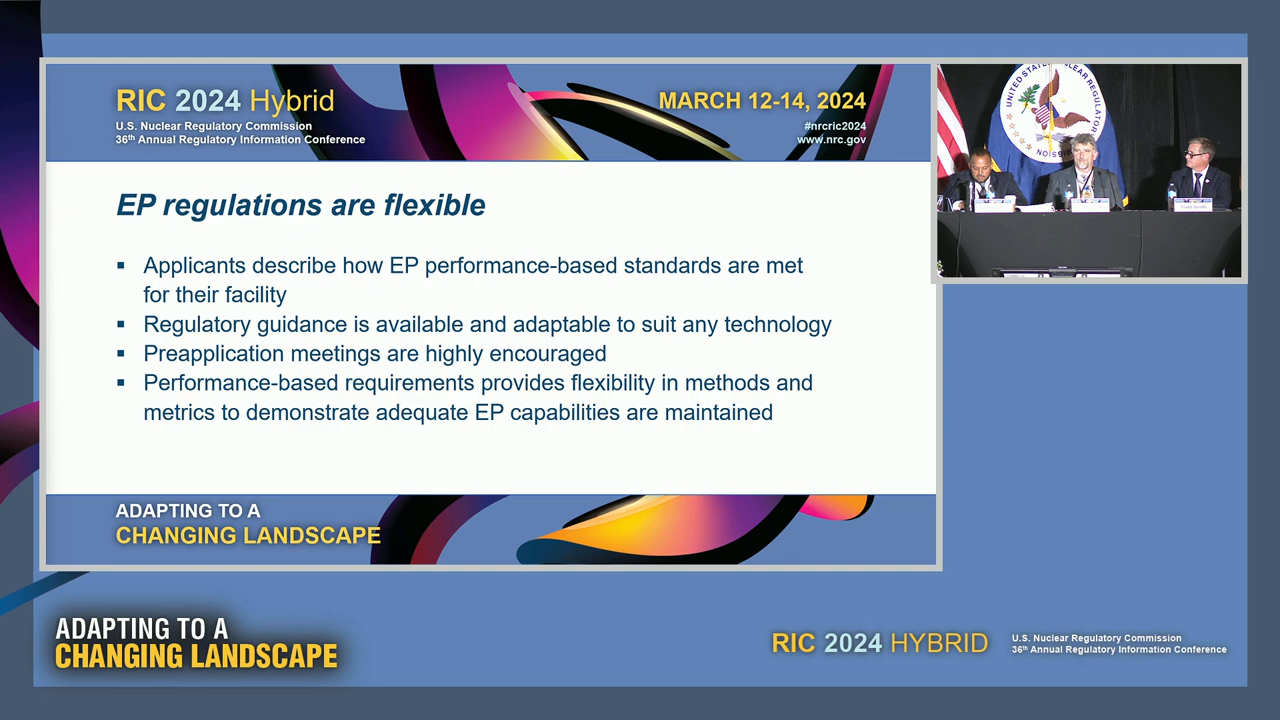 RIC 2024 Hybrid
U.S. Nuclear Regulatory Commission
36th Annual Regulatory Information Conference
MARCH 12-14, 2024
#nrcric2024
www.nrc.gov
EP regulations are flexible
▪ Applicants describe how EP performance-based standards are met
for their facility
▪ Regulatory guidance is available and adaptable to suit any technology
▪ Preapplication meetings are highly encouraged
▪ Performance-based requirements provides flexibility in methods and
metrics to demonstrate adequate EP capabilities are maintained
ADAPTING TO A
CHANGING LANDSCAPE
UNITED STATES NUCLEAR REGULATORY
ADAPTING TO A
CHANGING LANDSCAPE
RIC 2024 HYBRID
U.S. Nuclear Regulatory Commission
36th Annual Regulatory Information Conference